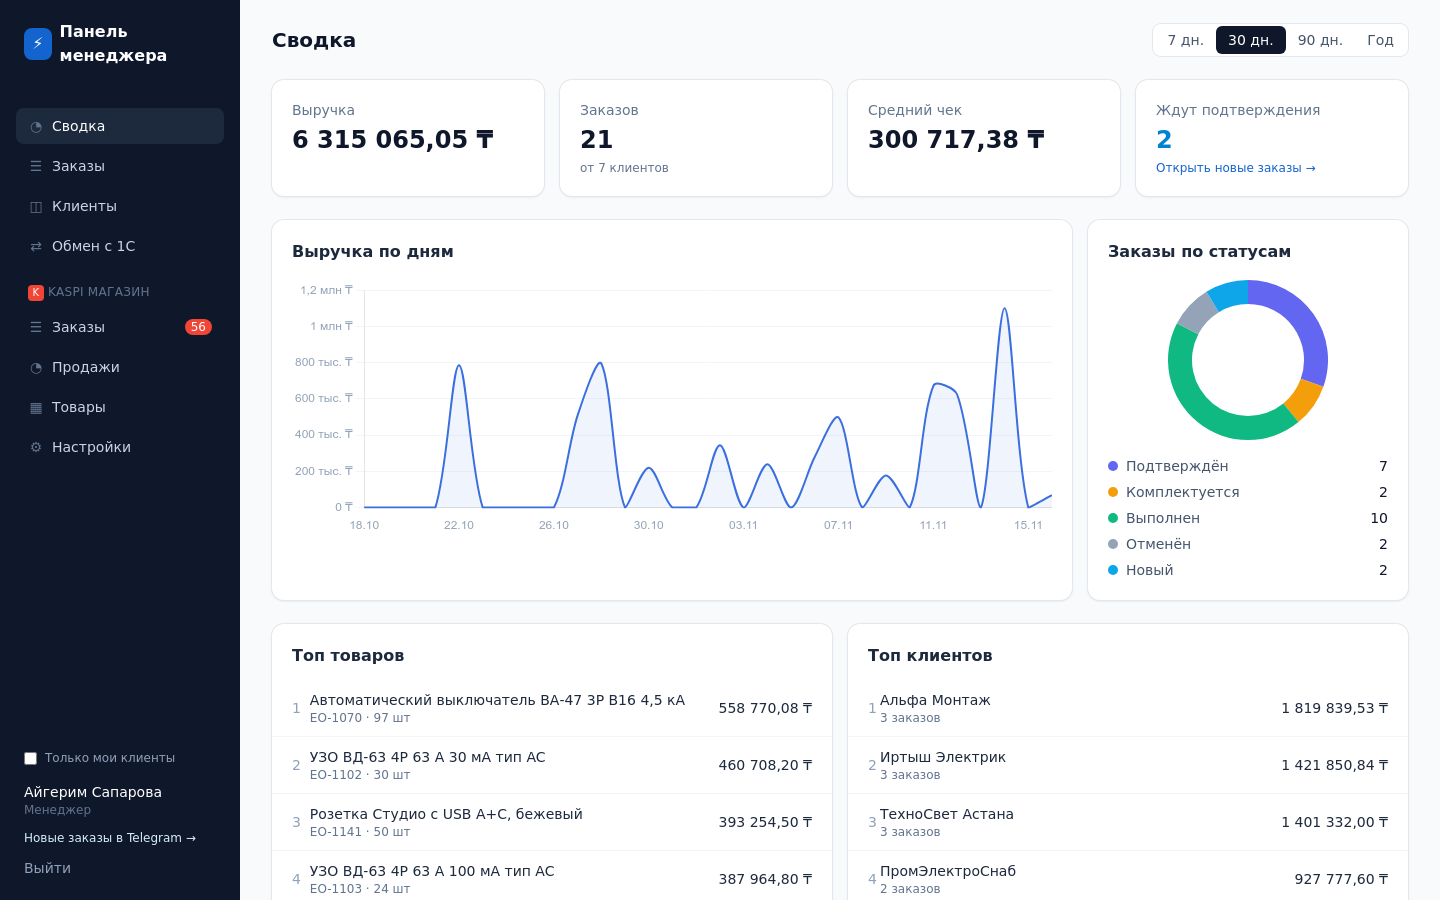 Панель
менеджера
Сводка
Заказы
Клиенты
Обмен с 1С
K KASPI МАГАЗИН
Заказы 56
Продажи
Товары
Настройки
Только мои клиенты
Айгерим Сапарова
Менеджер
Новые заказы в Telegram →
Выйти
Сводка
7 дн. 30 дн. 90 дн. Год
Выручка
6 315 065,05 ₸
Заказов
21
от 7 клиентов
Средний чек
300 717,38 ₸
Ждут подтверждения
2
Открыть новые заказы →
Выручка по дням
1,2 млн ₸
1 млн ₸
800 тыс. ₸
600 тыс. ₸
400 тыс. ₸
200 тыс. ₸
0 ₸
18.10 22.10 26.10 30.10 03.11 07.11 11.11 15.11
Заказы по статусам
Подтверждён 7
Комплектуется 2
Выполнен 10
Отменён 2
Новый 2
Топ товаров
1 Автоматический выключатель ВА-47 3P B16 4,5 кА 558 770,08 ₸
EO-1070 · 97 шт
2 УЗО ВД-63 4P 63 А 30 мА тип AC 460 708,20 ₸
EO-1102 · 30 шт
3 Розетка Студио с USB A+C, бежевый 393 254,50 ₸
EO-1141 · 50 шт
4 УЗО ВД-63 4P 63 А 100 мА тип AC 387 964,80 ₸
EO-1103 · 24 шт
Топ клиентов
1 Альфа Монтаж 1 819 839,53 ₸
3 заказов
2 Иртыш Электрик 1 421 850,84 ₸
3 заказов
3 ТехноСвет Астана 1 401 332,00 ₸
3 заказов
4 ПромЭлектроСнаб 927 777,60 ₸
2 заказов